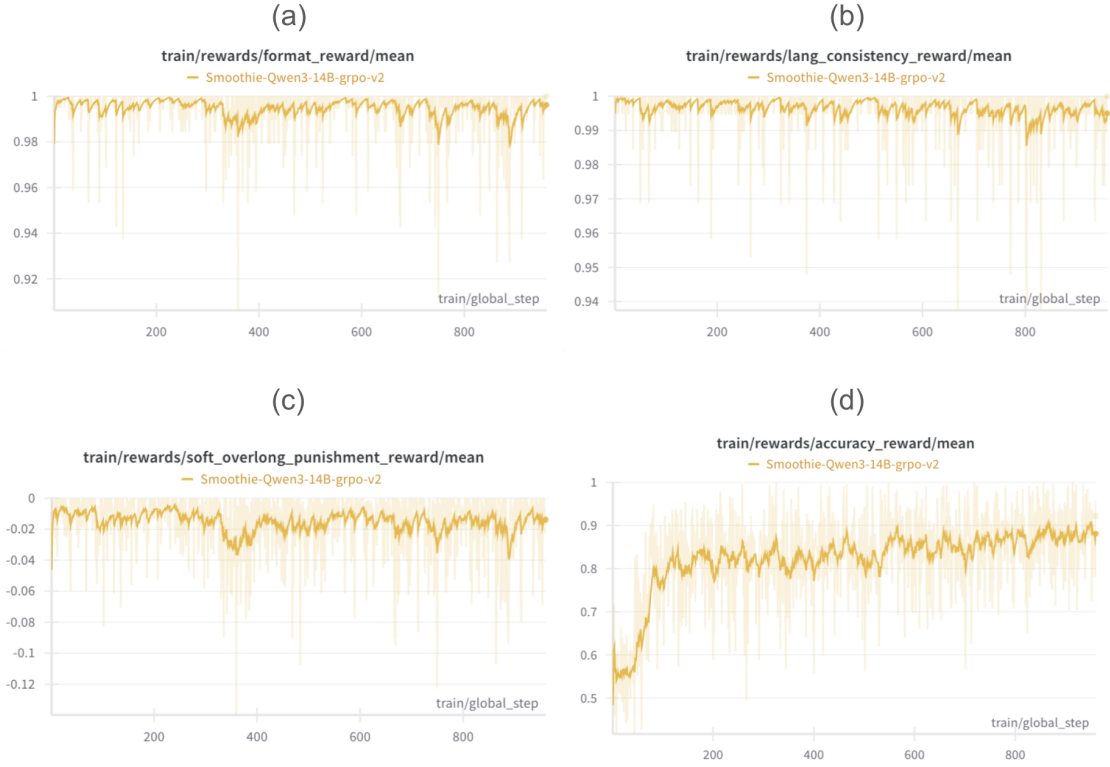 (a)
train/rewards/format_reward/mean
Smoothie-Qwen3-14B-grpo-v2
1
0.98
0.96
0.94
0.92
train/global_step
200
400
600
800
(b)
train/rewards/lang_consistency_reward/mean
Smoothie-Qwen3-14B-grpo-v2
1
0.99
0.98
0.97
0.96
0.95
0.94
train/global_step
200
400
600
800
(c)
train/rewards/soft_overlong_punishment_reward/mean
Smoothie-Qwen3-14B-grpo-v2
0
-0.02
-0.04
-0.06
-0.08
-0.1
-0.12
train/global_step
200
400
600
800
(d)
train/rewards/accuracy_reward/mean
Smoothie-Qwen3-14B-grpo-v2
1
0.9
0.8
0.7
0.6
0.5
train/global_step
200
400
600
800